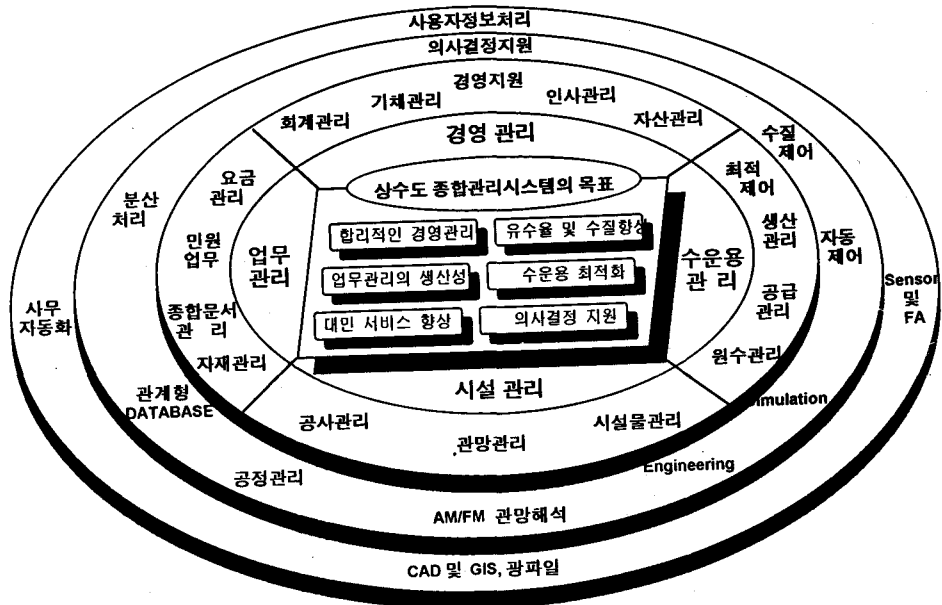 사용자정보처리
의사결정지원
경영지원
기체관리
인사관리
회계관리
자산관리
경영 관리
수질
제어
최적
제어
요금
관리
상수도 종합관리시스템의 목표
분산
처리
합리적인 경영관리
유수율 및 수질향상
생산
관리
자동
제어
민원
업무
업무
관리
수운용
관 리
업무관리의 생산성
수운용 최적화
공급
관리
Sensor
및
FA
사무
자동화
종합문서
관 리
대민 서비스 향상
의사결정 지원
원수관리
자재관리
시설 관리
관계형
DATABASE
공사관리
시설물관리
imulation
관망관리
공정관리
Engineering
AM/FM 관망해석
CAD 및 GIS, 광파일